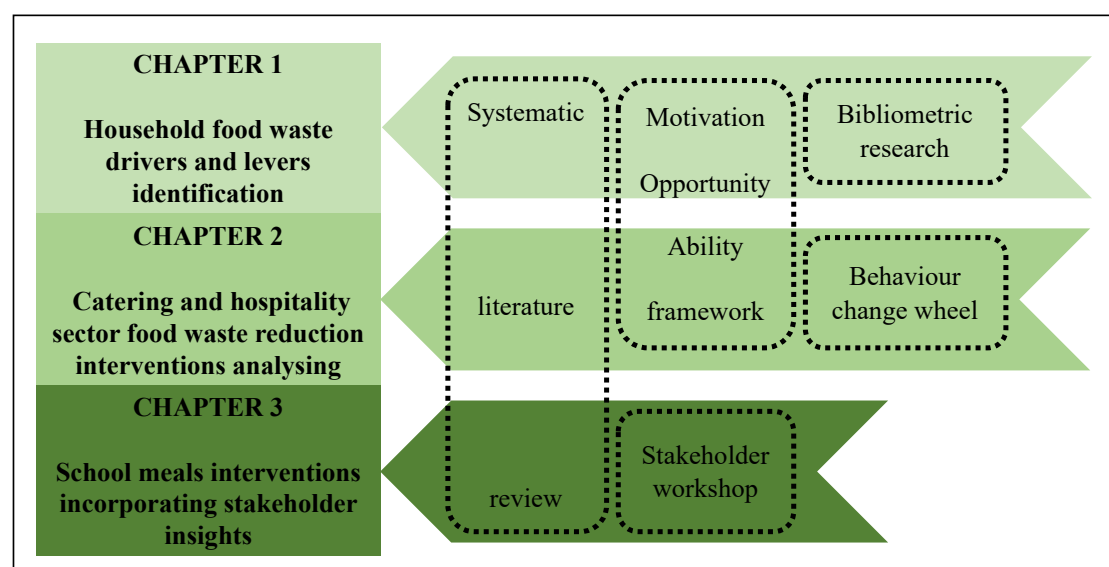 CHAPTER 1
Household food waste
drivers and levers
identification
Systematic
Motivation
Opportunity
Bibliometric
research
CHAPTER 2
Catering and hospitality
sector food waste reduction
interventions analysing
literature
Ability
framework
Behaviour
change wheel
CHAPTER 3
School meals interventions
incorporating stakeholder
insights
review
Stakeholder
workshop